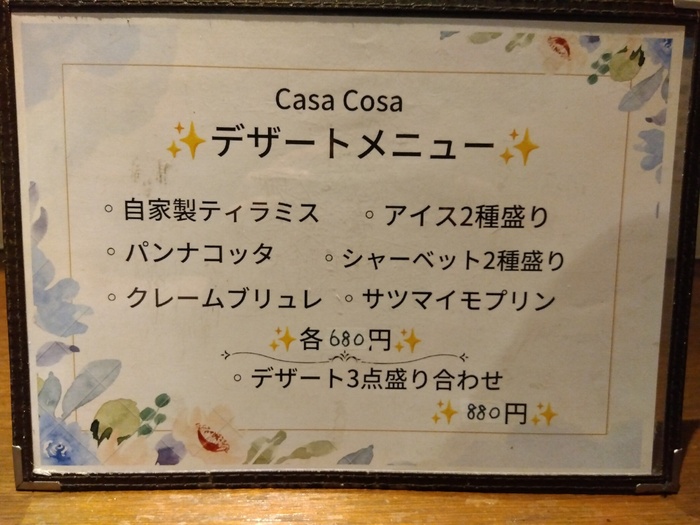 Casa Cosa
✨デザートメニュー✨
◦ 自家製ティラミス ◦ アイス2種盛り
◦ パンナコッタ ◦ シャーベット2種盛り
◦ クレームブリュレ ◦ サツマイモプリン
✨各680円✨
◦ デザート3点盛り合わせ
✨880円✨